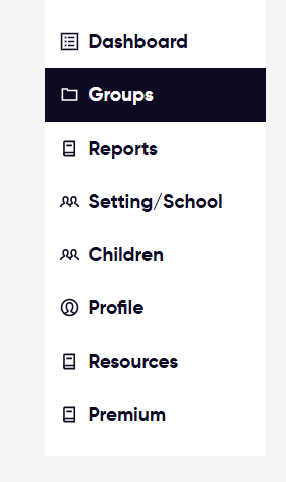 Dashboard
Groups
Reports
Setting/School
Children
Profile
Resources
Premium